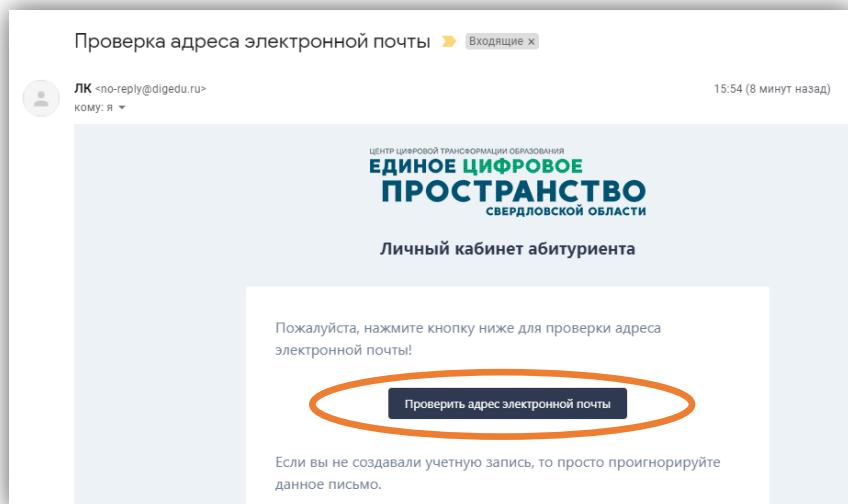 Проверка адреса электронной почты Входящие x
ЛК <no-reply@digedu.ru> 15:54 (8 минут назад)
кому: я
ЦЕНТР ЦИФРОВОЙ ТРАНСФОРМАЦИИ ОБРАЗОВАНИЯ
ЕДИНОЕ ЦИФРОВОЕ
ПРОСТРАНСТВО
СВЕРДЛОВСКОЙ ОБЛАСТИ
Личный кабинет абитуриента
Пожалуйста, нажмите кнопку ниже для проверки адреса
электронной почты!
Проверить адрес электронной почты
Если вы не создавали учетную запись, то просто проигнорируйте
данное письмо.